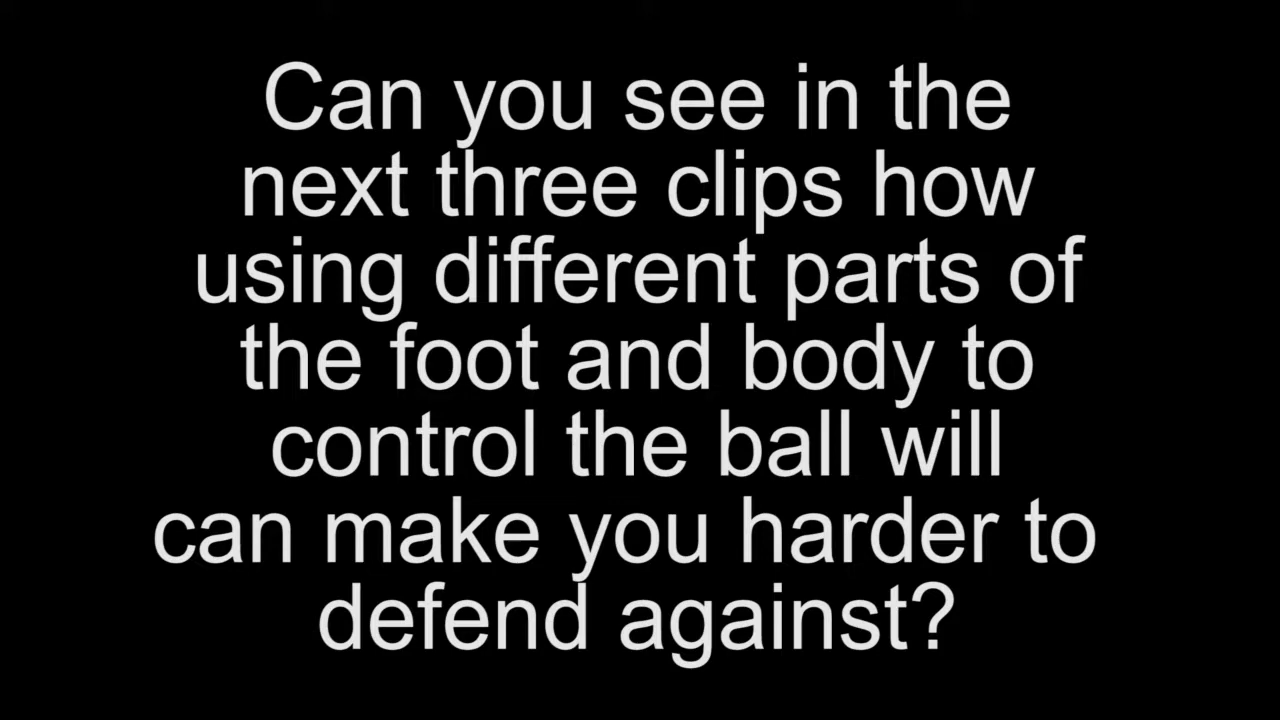 Can you see in the
next three clips how
using different parts of
the foot and body to
control the ball will
can make you harder to
defend against?